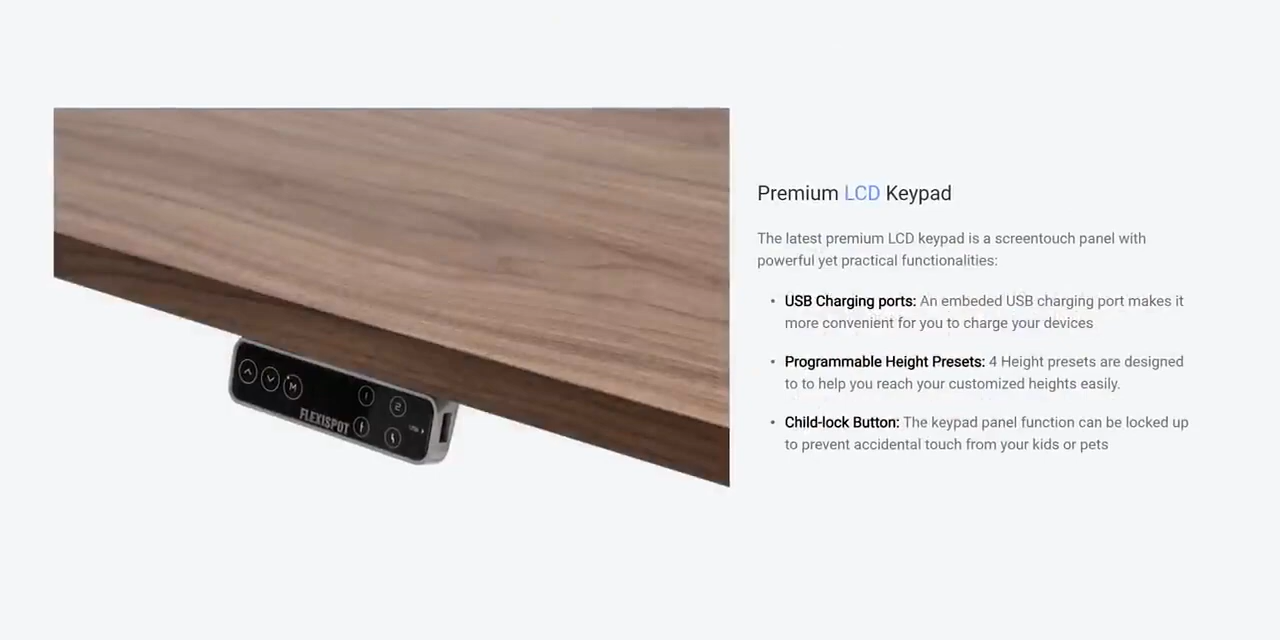 Premium LCD Keypad
The latest premium LCD keypad is a screentouch panel with
powerful yet practical functionalities:
• USB Charging ports: An embeded USB charging port makes it
more convenient for you to charge your devices
• Programmable Height Presets: 4 Height presets are designed
to to help you reach your customized heights easily.
• Child-lock Button: The keypad panel function can be locked up
to prevent accidental touch from your kids or pets
M
1
2
FLEXISPOT